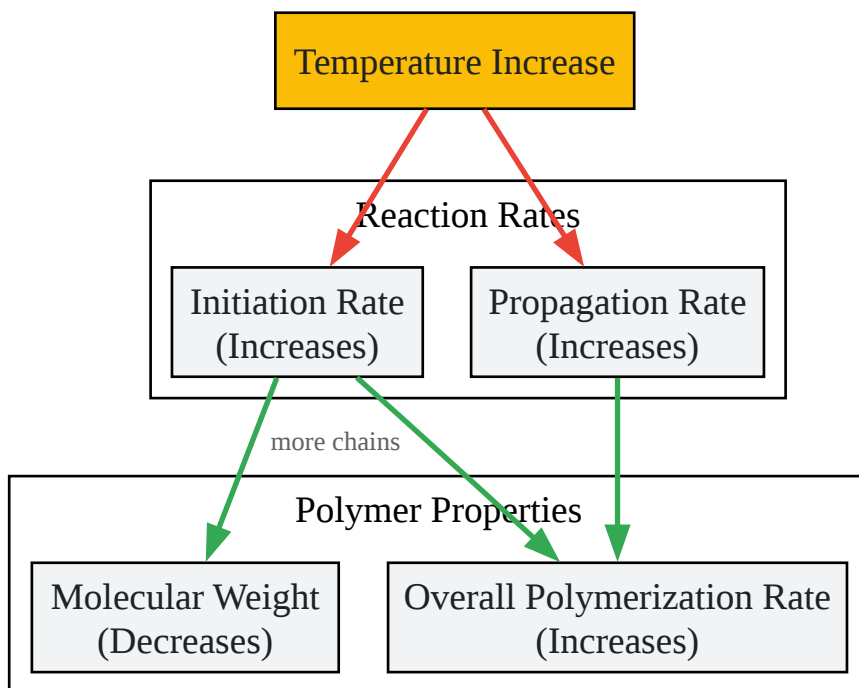 Temperature Increase
Reaction Rates
Initiation Rate
(Increases)
Propagation Rate
(Increases)
more chains
Polymer Properties
Molecular Weight
(Decreases)
Overall Polymerization Rate
(Increases)